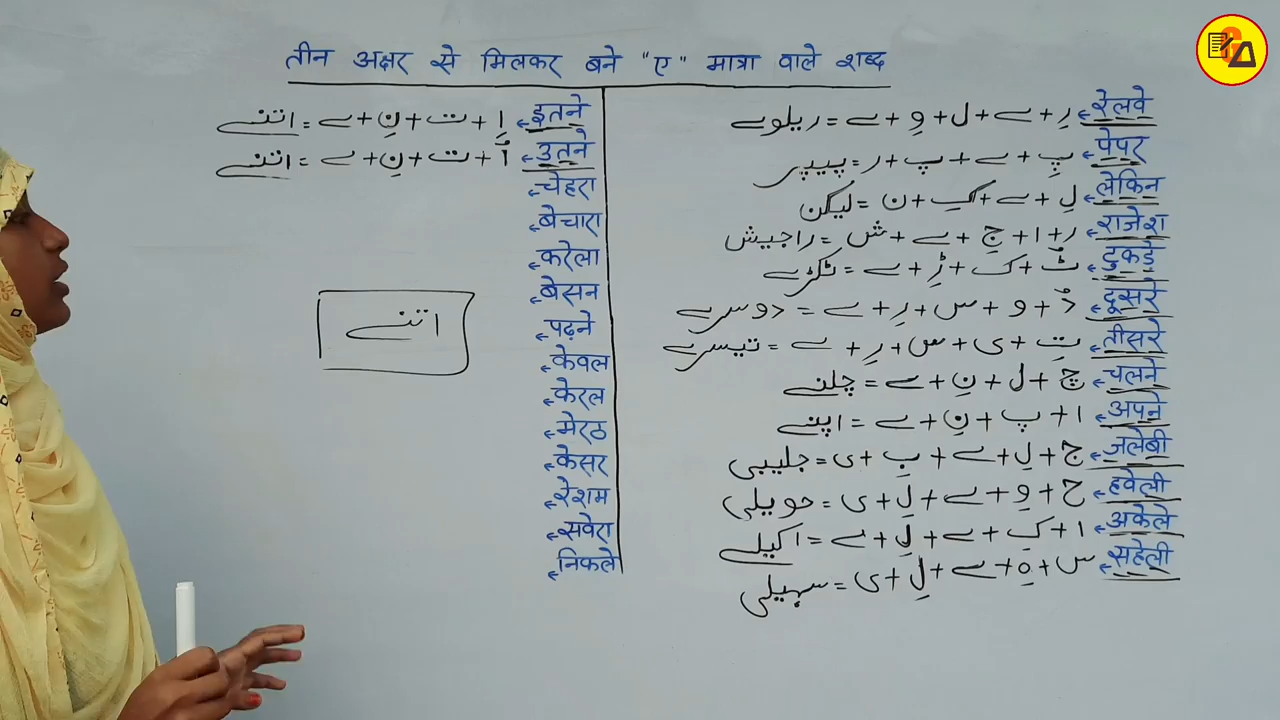 तीन अक्षर से मिलकर बने "ए" मात्रा वाले शब्द
रेलवे ← رِ + ے + ل + وِ + ے = ریلوے
पेपर ← پِ + ے + پ + ر = پیپر
लेकिन ← لِ + ے + کِ + ن = لیکن
राजेश ← ر + ا + جِ + ے + ش = راجیش
टुकड़े ← ٹُ + ک + ڑِ + ے = ٹکڑے
दूसरे ← دُ + و + س + رِ + ے = دوسرے
तीसरे ← تِ + ی + س + رِ + ے = تیسرے
चलने ← چ + ل + نِ + ے = چلنے
अपने ← ا + پ + نِ + ے = اپنے
जलेबी ← ج + لِ + ے + بِ + ی = جلیبی
हवेली ← ح + وِ + ے + لِ + ی = حویلی
अकेले ← ا + کِ + ے + لِ + ے = اکیلے
सहेली ← س + ہِ + ے + لِ + ی = سہیلی
इतने ← اِ + ت + نِ + ے = اتنے
उतने ← اُ + ت + نِ + ے = اتنے
चेहरा ←
बेचारा ←
करेला ←
बेसन ←
पढ़ने ←
केवल ←
केरल ←
मेरठ ←
केसर ←
रेशम ←
सवेरा ←
निकले ←
اتنے